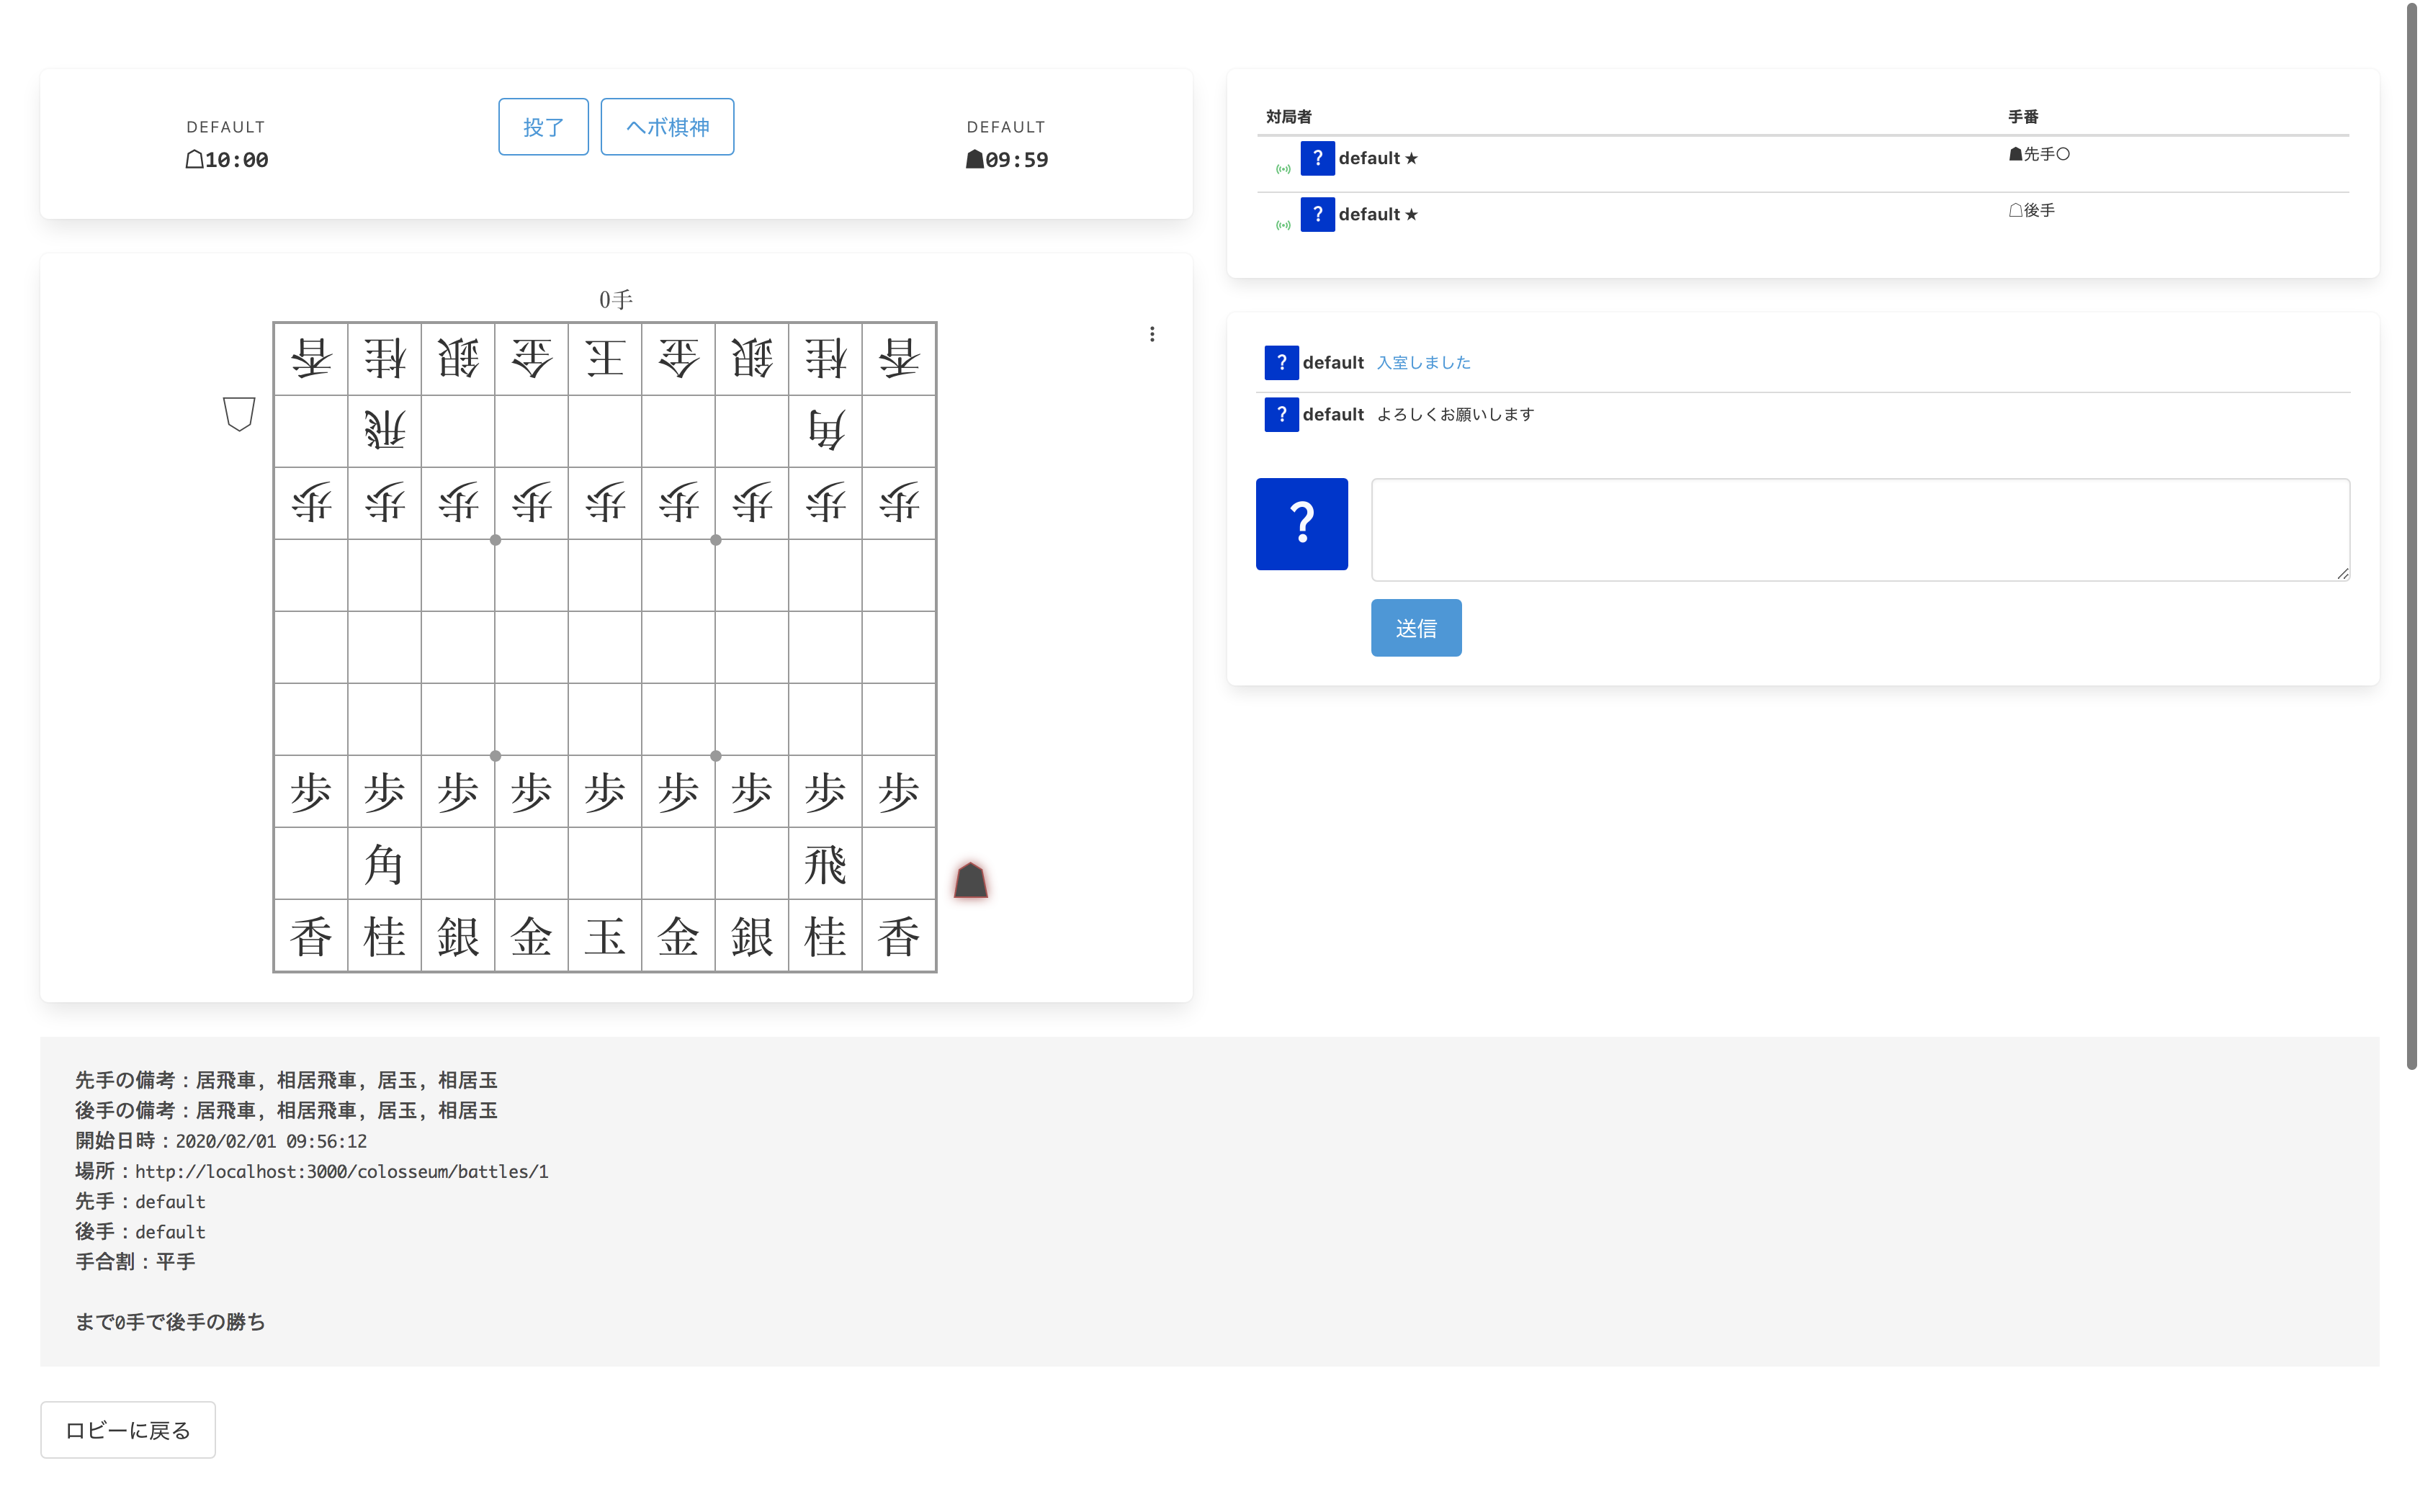 DEFAULT
☖10:00
投了
ヘボ棋神
DEFAULT
☗09:59
0手
香 桂 銀 金 王 金 銀 桂 香
飛 角
歩 歩 歩 歩 歩 歩 歩 歩 歩
歩 歩 歩 歩 歩 歩 歩 歩 歩
角 飛
香 桂 銀 金 玉 金 銀 桂 香
対局者 手番
? default ★ ☗先手○
? default ★ ☖後手
? default 入室しました
? default よろしくお願いします
?
送信
先手の備考：居飛車, 相居飛車, 居玉, 相居玉
後手の備考：居飛車, 相居飛車, 居玉, 相居玉
開始日時：2020/02/01 09:56:12
場所：http://localhost:3000/colosseum/battles/1
先手：default
後手：default
手合割：平手
まで0手で後手の勝ち
ロビーに戻る